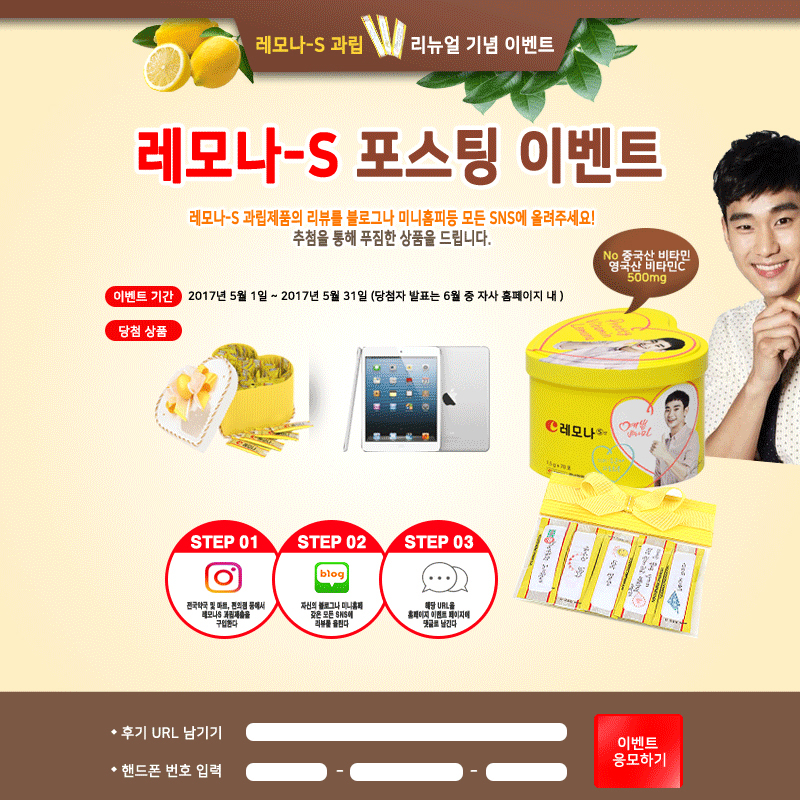 레모나-S 과립 리뉴얼 기념 이벤트
레모나-S 포스팅 이벤트
레모나-S 과립제품의 리뷰를 블로그나 미니홈피등 모든 SNS에 올려주세요!
추첨을 통해 푸짐한 상품을 드립니다.
No 중국산 비타민
영국산 비타민C
500mg
이벤트 기간 2017년 5월 1일 ~ 2017년 5월 31일 (당첨자 발표는 6월 중 자사 홈페이지 내 )
당첨 상품
레모나 S
STEP 01
전국약국 및 마트, 편의점 등에서
레모나S 과립제품을
구입한다
STEP 02
blog
자신의 블로그나 미니홈페
같은 모든 SNS에
리뷰를 올린다
STEP 03
해당 URL을
홈페이지 이벤트 페이지에
댓글로 남긴다
후기 URL 남기기
핸드폰 번호 입력 - -
이벤트
응모하기